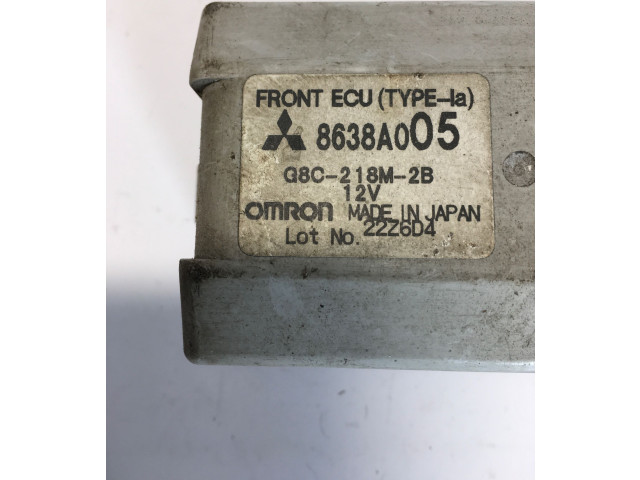 FRONT ECU (TYPE-Ia)
8638A005
G8C-218M-2B
12V
OMRON MADE IN JAPAN
Lot No. 22Z6D4